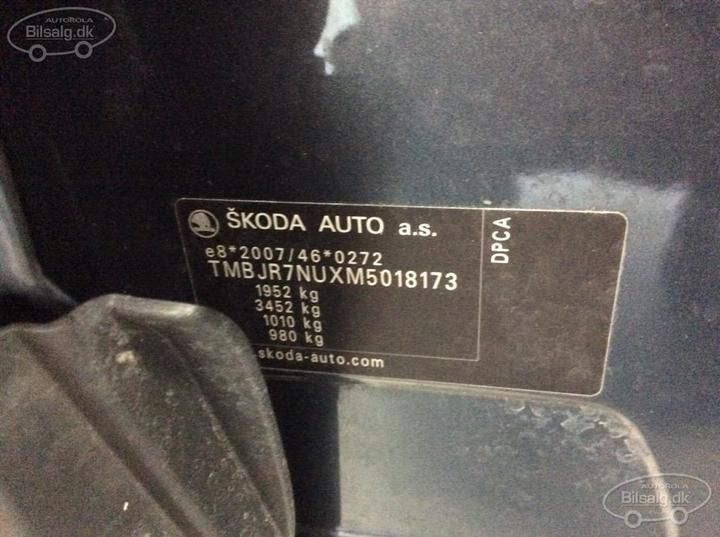 AUTOROLA
Bilsalg.dk
ŠKODA AUTO a.s.
e8*2007/46*0272
TMBJR7NUXM5018173
1952 kg
3452 kg
1010 kg
980 kg
.skoda-auto.com
DPCA
AUTOROLA
Bilsalg.dk